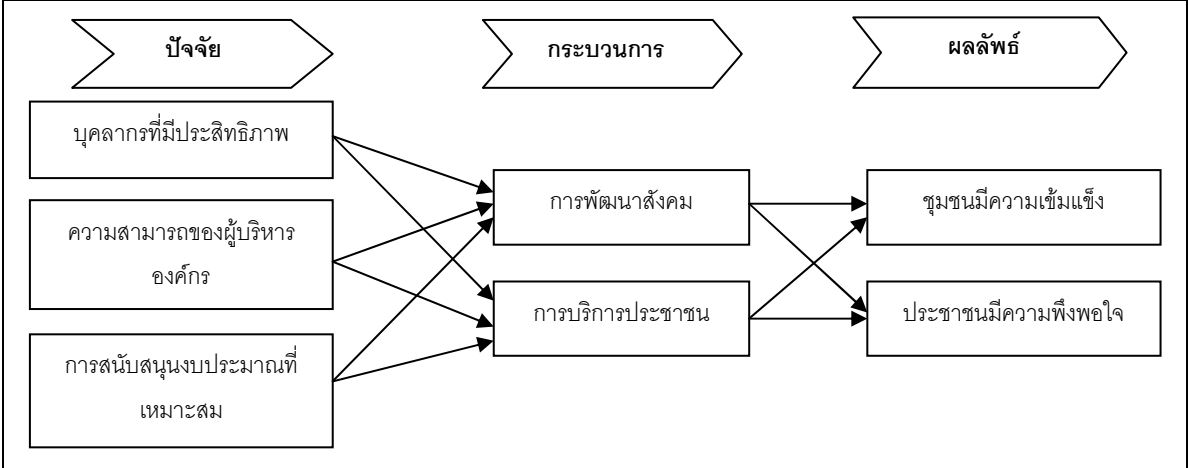 ปัจจัย
กระบวนการ
ผลลัพธ์
บุคลากรที่มีประสิทธิภาพ
ความสามารถของผู้บริหาร
องค์กร
การสนับสนุนงบประมาณที่
เหมาะสม
การพัฒนาสังคม
การบริการประชาชน
ชุมชนมีความเข้มแข็ง
ประชาชนมีความพึงพอใจ